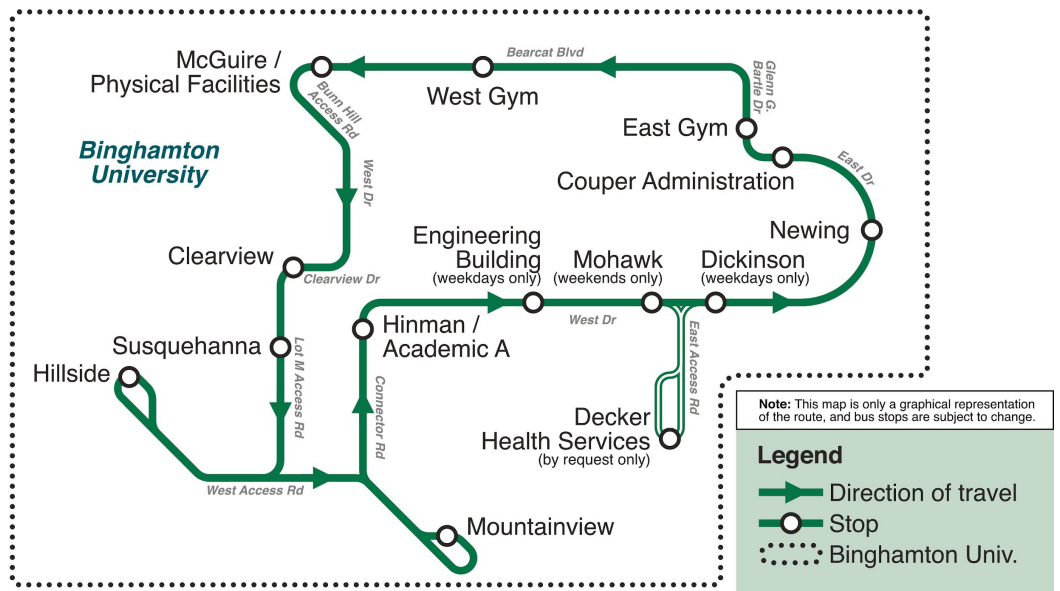 McGuire /
Physical Facilities
Bearcat Blvd
West Gym
Glenn G.
Bartle Dr
Bunn Hill
Access Rd
East Gym
Binghamton
University
West Dr
Couper Administration
East Dr
Clearview
Clearview Dr
Engineering
Building
(weekdays only)
Mohawk
(weekends only)
Dickinson
(weekdays only)
Newing
West Dr
Hinman /
Academic A
Susquehanna
Lot M Access Rd
Hillside
Connector Rd
East Access Rd
Decker
Health Services
(by request only)
West Access Rd
Mountainview
Note: This map is only a graphical representation
of the route, and bus stops are subject to change.
Legend
Direction of travel
Stop
Binghamton Univ.